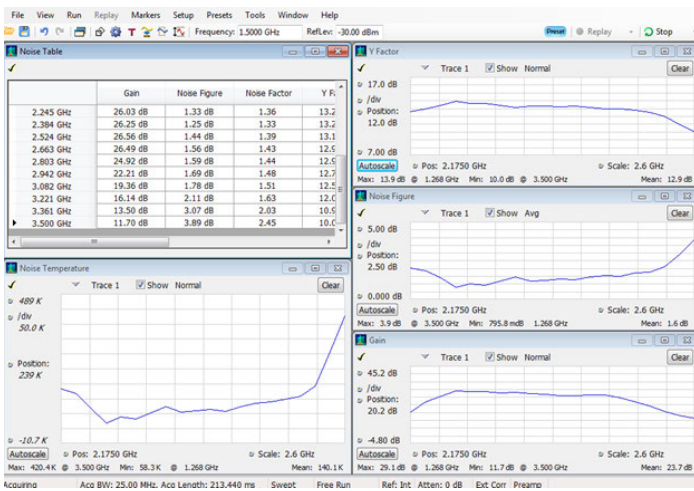 File View Run Replay Markers Setup Presets Tools Window Help
Frequency: 1.5000 GHz RefLev: -30.00 dBm Preset Replay Stop
Noise Table
Gain Noise Figure Noise Factor Y Fa
2.245 GHz 26.03 dB 1.33 dB 1.36 13.2
2.384 GHz 26.25 dB 1.25 dB 1.33 13.2
2.524 GHz 26.56 dB 1.44 dB 1.39 13.1
2.663 GHz 26.49 dB 1.56 dB 1.43 12.9
2.803 GHz 24.92 dB 1.59 dB 1.44 12.9
2.942 GHz 22.21 dB 1.69 dB 1.48 12.7
3.082 GHz 19.36 dB 1.78 dB 1.51 12.5
3.221 GHz 16.14 dB 2.11 dB 1.63 12.0
3.361 GHz 13.50 dB 3.07 dB 2.03 10.9
3.500 GHz 11.70 dB 3.89 dB 2.45 10.0
Y Factor
Trace 1 Show Normal Clear
17.0 dB
/div
Position:
12.0 dB
7.00 dB
Autoscale Pos: 2.1750 GHz Scale: 2.6 GHz
Max: 13.9 dB @ 1.268 GHz Min: 10.0 dB @ 3.500 GHz Mean: 12.9 dB
Noise Figure
Trace 1 Show Avg Clear
5.00 dB
/div
Position:
2.50 dB
0.000 dB
Autoscale Pos: 2.1750 GHz Scale: 2.6 GHz
Max: 3.9 dB @ 3.500 GHz Min: 795.8 mdB 1.268 GHz Mean: 1.6 dB
Noise Temperature
Trace 1 Show Normal Clear
489 K
/div
50.0 K
Position:
239 K
-10.7 K
Autoscale Pos: 2.1750 GHz Scale: 2.6 GHz
Max: 420.4 K @ 3.500 GHz Min: 58.3 K @ 1.268 GHz Mean: 140.1 K
Gain
Trace 1 Show Normal Clear
45.2 dB
/div
Position:
20.2 dB
-4.80 dB
Autoscale Pos: 2.1750 GHz Scale: 2.6 GHz
Max: 29.1 dB @ 1.268 GHz Min: 11.7 dB @ 3.500 GHz Mean: 23.7 dB
Acquiring Acq BW: 25.00 MHz, Acq Length: 213.440 ms Swept Free Run Ref: Int Atten: 0 dB Ext Corr Preamp